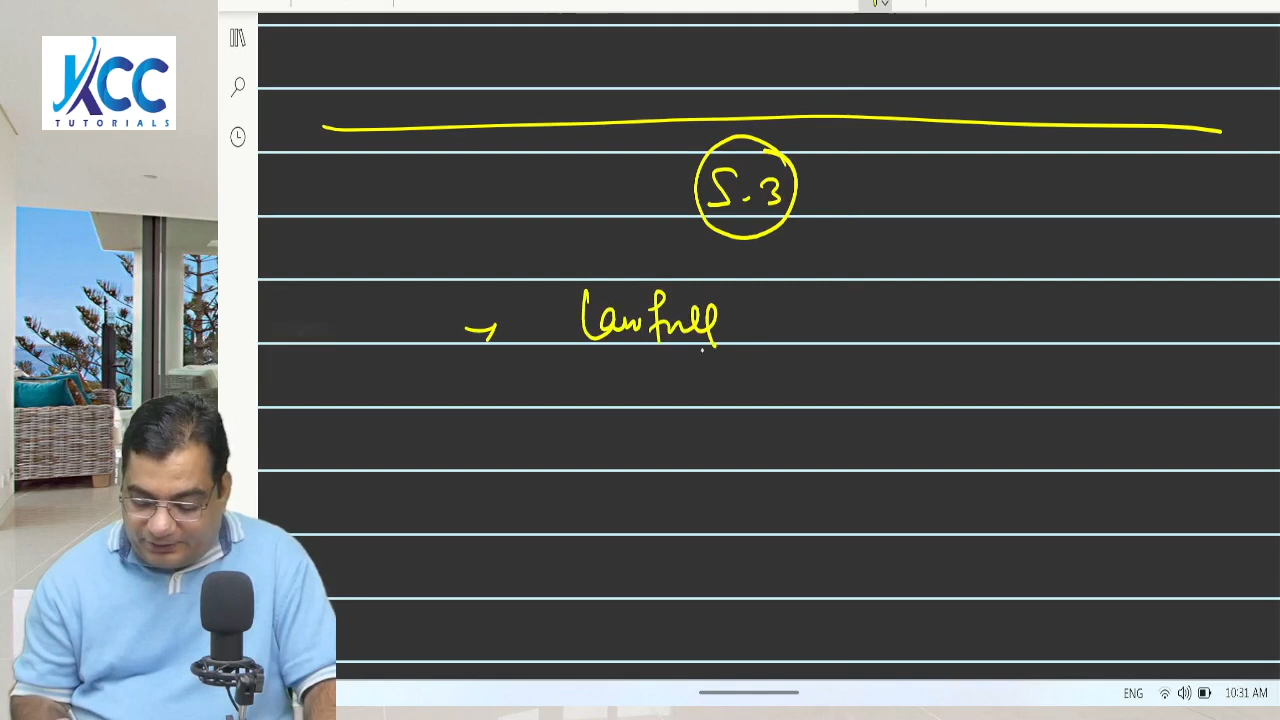 KCC
TUTORIALS
S.3
→ Lawfull
ENG
10:31 AM